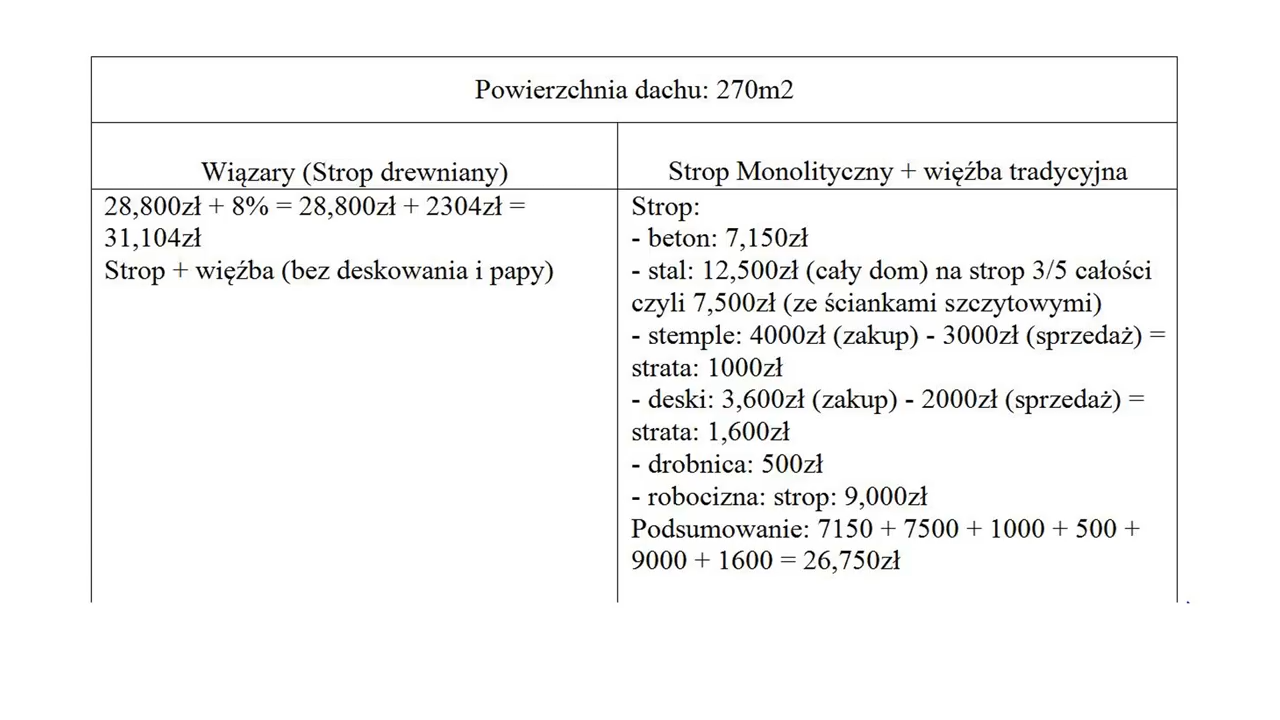 Powierzchnia dachu: 270m2
Wiązary (Strop drewniany)
28,800zł + 8% = 28,800zł + 2304zł =
31,104zł
Strop + więźba (bez deskowania i papy)
Strop Monolityczny + więźba tradycyjna
Strop:
- beton: 7,150zł
- stal: 12,500zł (cały dom) na strop 3/5 całości
czyli 7,500zł (ze ściankami szczytowymi)
- stemple: 4000zł (zakup) - 3000zł (sprzedaż) =
strata: 1000zł
- deski: 3,600zł (zakup) - 2000zł (sprzedaż) =
strata: 1,600zł
- drobnica: 500zł
- robocizna: strop: 9,000zł
Podsumowanie: 7150 + 7500 + 1000 + 500 +
9000 + 1600 = 26,750zł